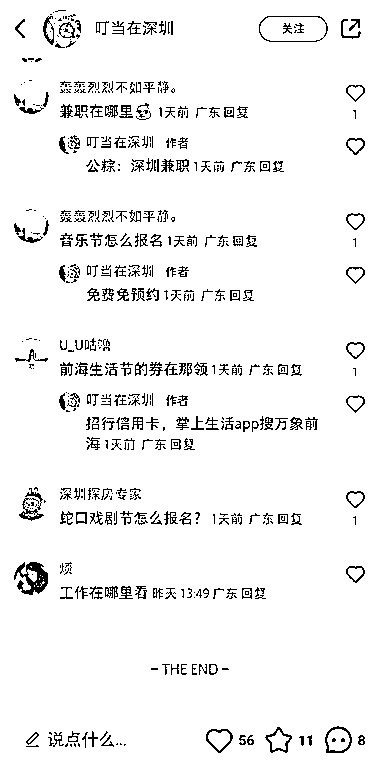 叮当在深圳
关注
轰轰烈烈不如平静。
兼职在哪里 1天前 广东 回复
1
叮当在深圳 作者
公粽：深圳兼职 1天前 广东 回复
轰轰烈烈不如平静。
音乐节怎么报名 1天前 广东 回复
1
叮当在深圳 作者
免费免预约 1天前 广东 回复
U_U咕噜
前海生活节的券在那领 1天前 广东 回复
1
叮当在深圳 作者
招行信用卡，掌上生活app搜万象前
海 1天前 广东 回复
深圳探房专家
蛇口戏剧节怎么报名？ 1天前 广东 回复
1
烦
工作在哪里看 昨天 13:49 广东 回复
- THE END -
说点什么... 56 11 8